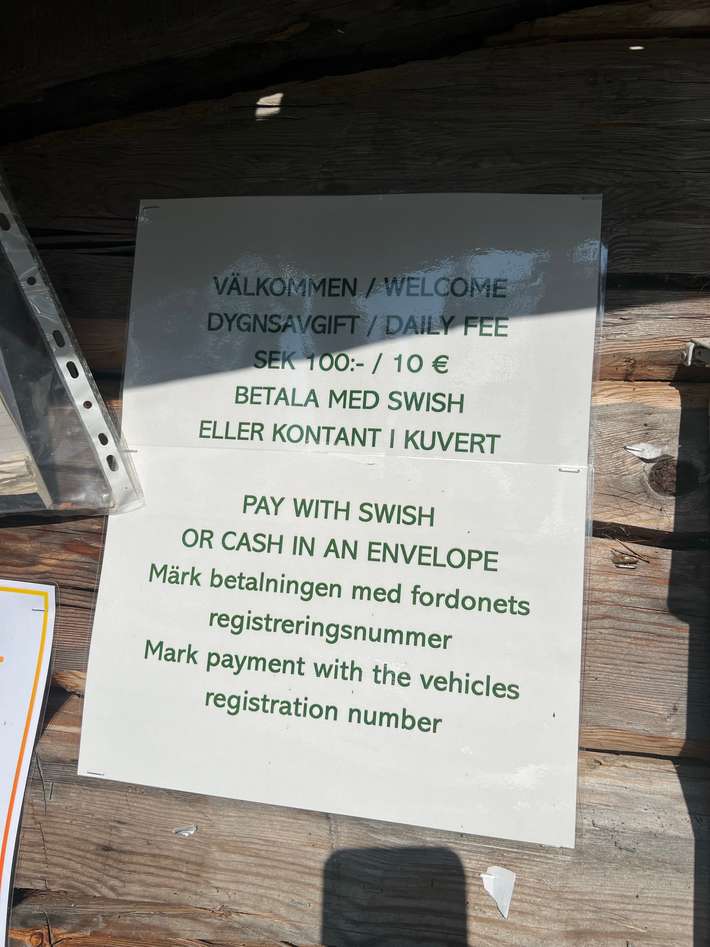 VÄLKOMMEN / WELCOME
DYGNSAVGIFT / DAILY FEE
SEK 100:- / 10 €
BETALA MED SWISH
ELLER KONTANT I KUVERT
PAY WITH SWISH
OR CASH IN AN ENVELOPE
Märk betalningen med fordonets
registreringsnummer
Mark payment with the vehicles
registration number